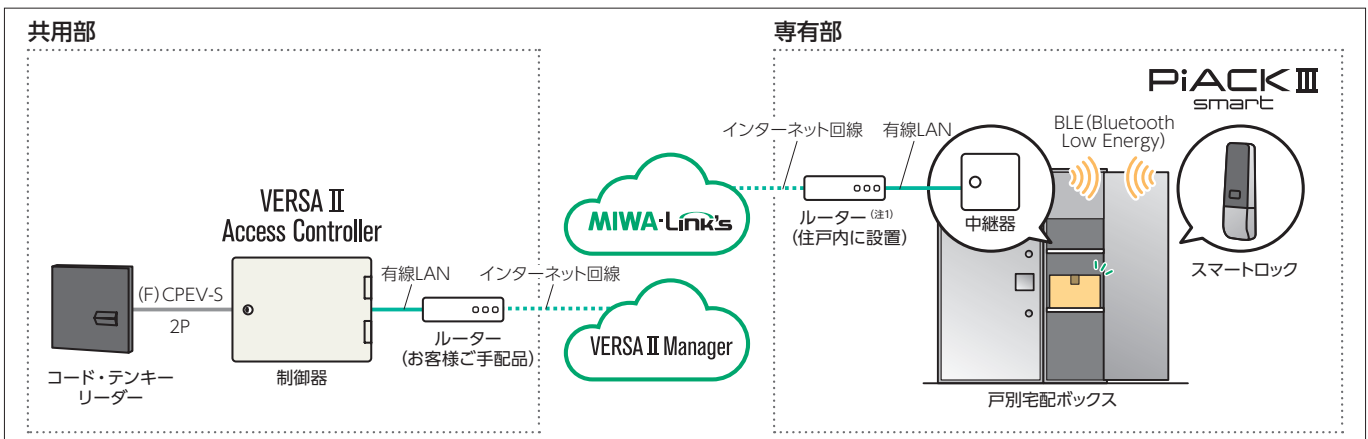 共用部
(F)CPEV-S
2P
コード・テンキー
リーダー
VERSA II
Access Controller
制御器
有線LAN
インターネット回線
ルーター
(お客様ご手配品)
MIWA-Link's
VERSA II Manager
専有部
インターネット回線
有線LAN
ルーター(注1)
(住戸内に設置)
中継器
BLE(Bluetooth
Low Energy)
PiACK III
smart
スマートロック
戸別宅配ボックス